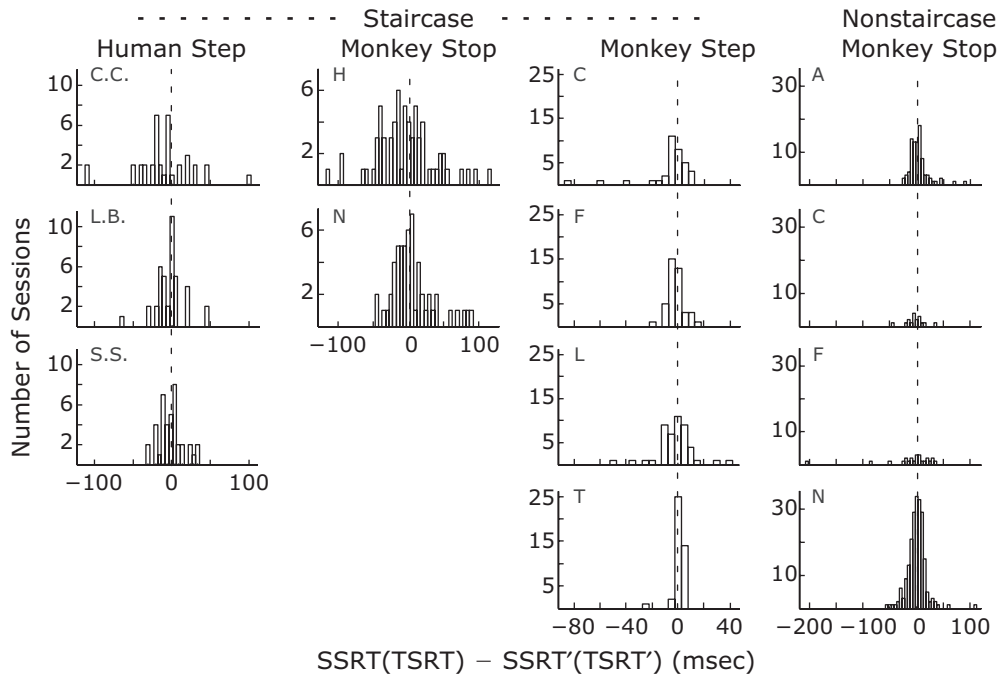 Staircase
Nonstaircase
Human Step
Monkey Stop
Monkey Step
Monkey Stop
Number of Sessions
C.C.
10
6
2
L.B.
10
6
2
S.S.
10
6
2
−100 0 100
H
6
4
2
N
6
4
2
−100 0 100
C
25
15
5
F
25
15
5
L
25
15
5
T
25
15
5
−80 −40 0 40
A
30
10
C
30
10
F
30
10
N
30
10
−200 −100 0 100
SSRT(TSRT) − SSRT′(TSRT′) (msec)